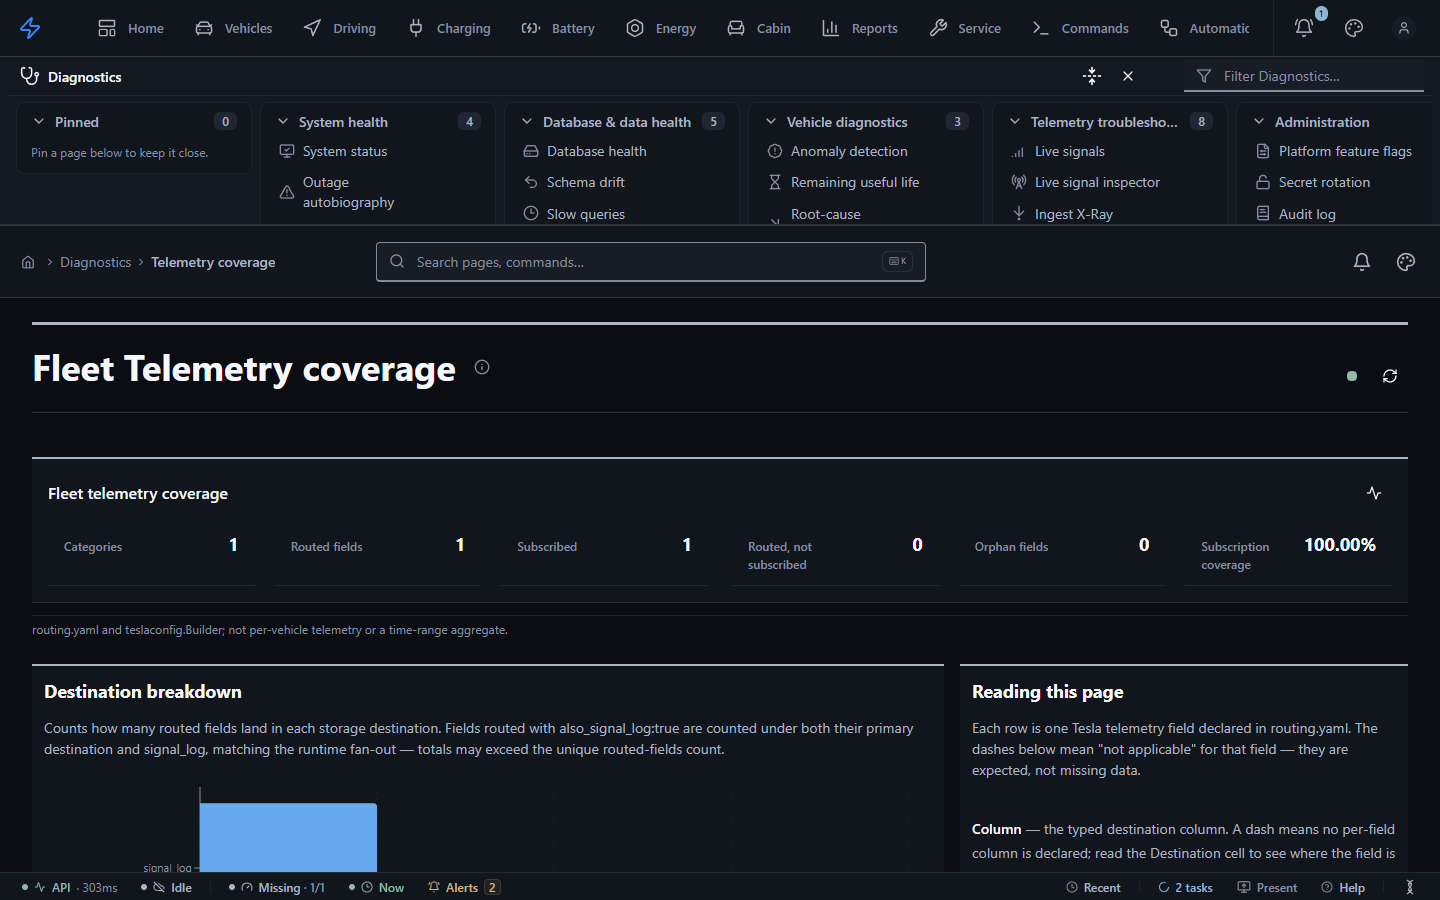 Home Vehicles Driving Charging Battery Energy Cabin Reports Service Commands Automatic 1
Diagnostics Filter Diagnostics...
Pinned 0 System health 4 Database & data health 5 Vehicle diagnostics 3 Telemetry troublesho... 8 Administration
Pin a page below to keep it close. System status Database health Anomaly detection Live signals Platform feature flags
Outage Schema drift Remaining useful life Live signal inspector Secret rotation
autobiography
Slow queries Root-cause Ingest X-Ray Audit log
Diagnostics Telemetry coverage Search pages, commands... K
Fleet Telemetry coverage
Fleet telemetry coverage
Categories 1 Routed fields 1 Subscribed 1 Routed, not 0 Orphan fields 0 Subscription 100.00%
subscribed coverage
routing.yaml and teslaconfig.Builder; not per-vehicle telemetry or a time-range aggregate.
Destination breakdown
Counts how many routed fields land in each storage destination. Fields routed with also_signal_log:true are counted under both their primary
destination and signal_log, matching the runtime fan-out — totals may exceed the unique routed-fields count.
signal_log
Reading this page
Each row is one Tesla telemetry field declared in routing.yaml. The
dashes below mean "not applicable" for that field — they are
expected, not missing data.
Column — the typed destination column. A dash means no per-field
column is declared; read the Destination cell to see where the field is
API · 303ms Idle Missing · 1/1 Now Alerts 2 Recent 2 tasks Present Help